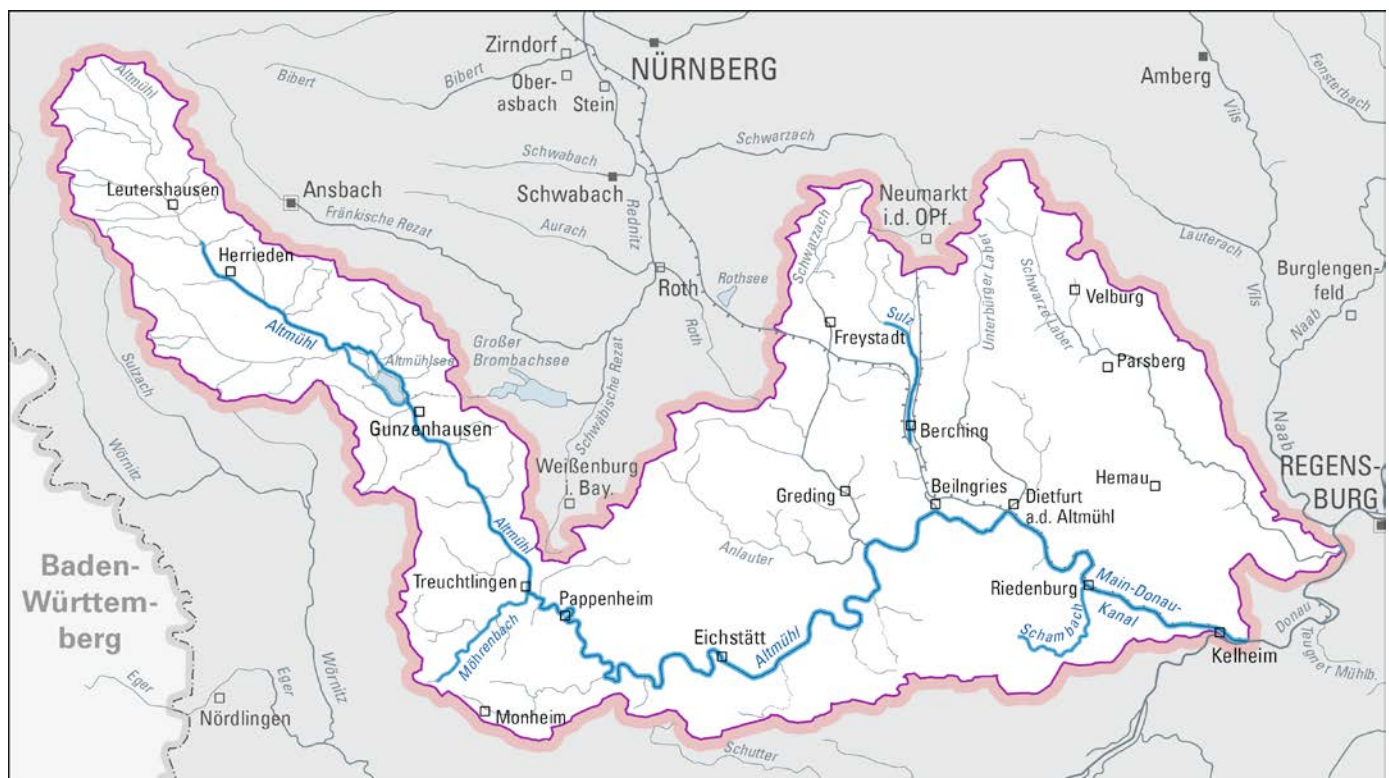 Zirndorf
Ober-
asbach
Stein
NÜRNBERG
Amberg
Fensterbach
Vils
Altmühl
Bibert
Bibert
Schwabach
Schwabach
Schwarzach
Leutershausen
Ansbach
Fränkische Rezat
Aurach
Rednitz
Neumarkt
i.d. OPf.
Schwarzach
Unterbürger Laber
Schwarze Laber
Lauterach
Vils
Burglengen-
feld
Naab
Herrieden
Roth
Rothsee
Roth
Velburg
Altmühl
Altmühlsee
Großer
Brombachsee
Freystadt
Sulz
Parsberg
Sulzach
Wörnitz
Gunzenhausen
Schwäbische Rezat
Berching
Naab
REGENS-
BURG
Weißenburg
i. Bay.
Greding
Beilngries
Dietfurt
a.d. Altmühl
Hemau
Altmühl
Anlauter
Baden-
Württem-
berg
Treuchtlingen
Pappenheim
Riedenburg
Main-Donau-
Kanal
Schambach
Donau
Teugner Mühlb.
Möhrenbach
Eichstätt
Altmühl
Kelheim
Wörnitz
Eger
Eger
Nördlingen
Monheim
Schutter